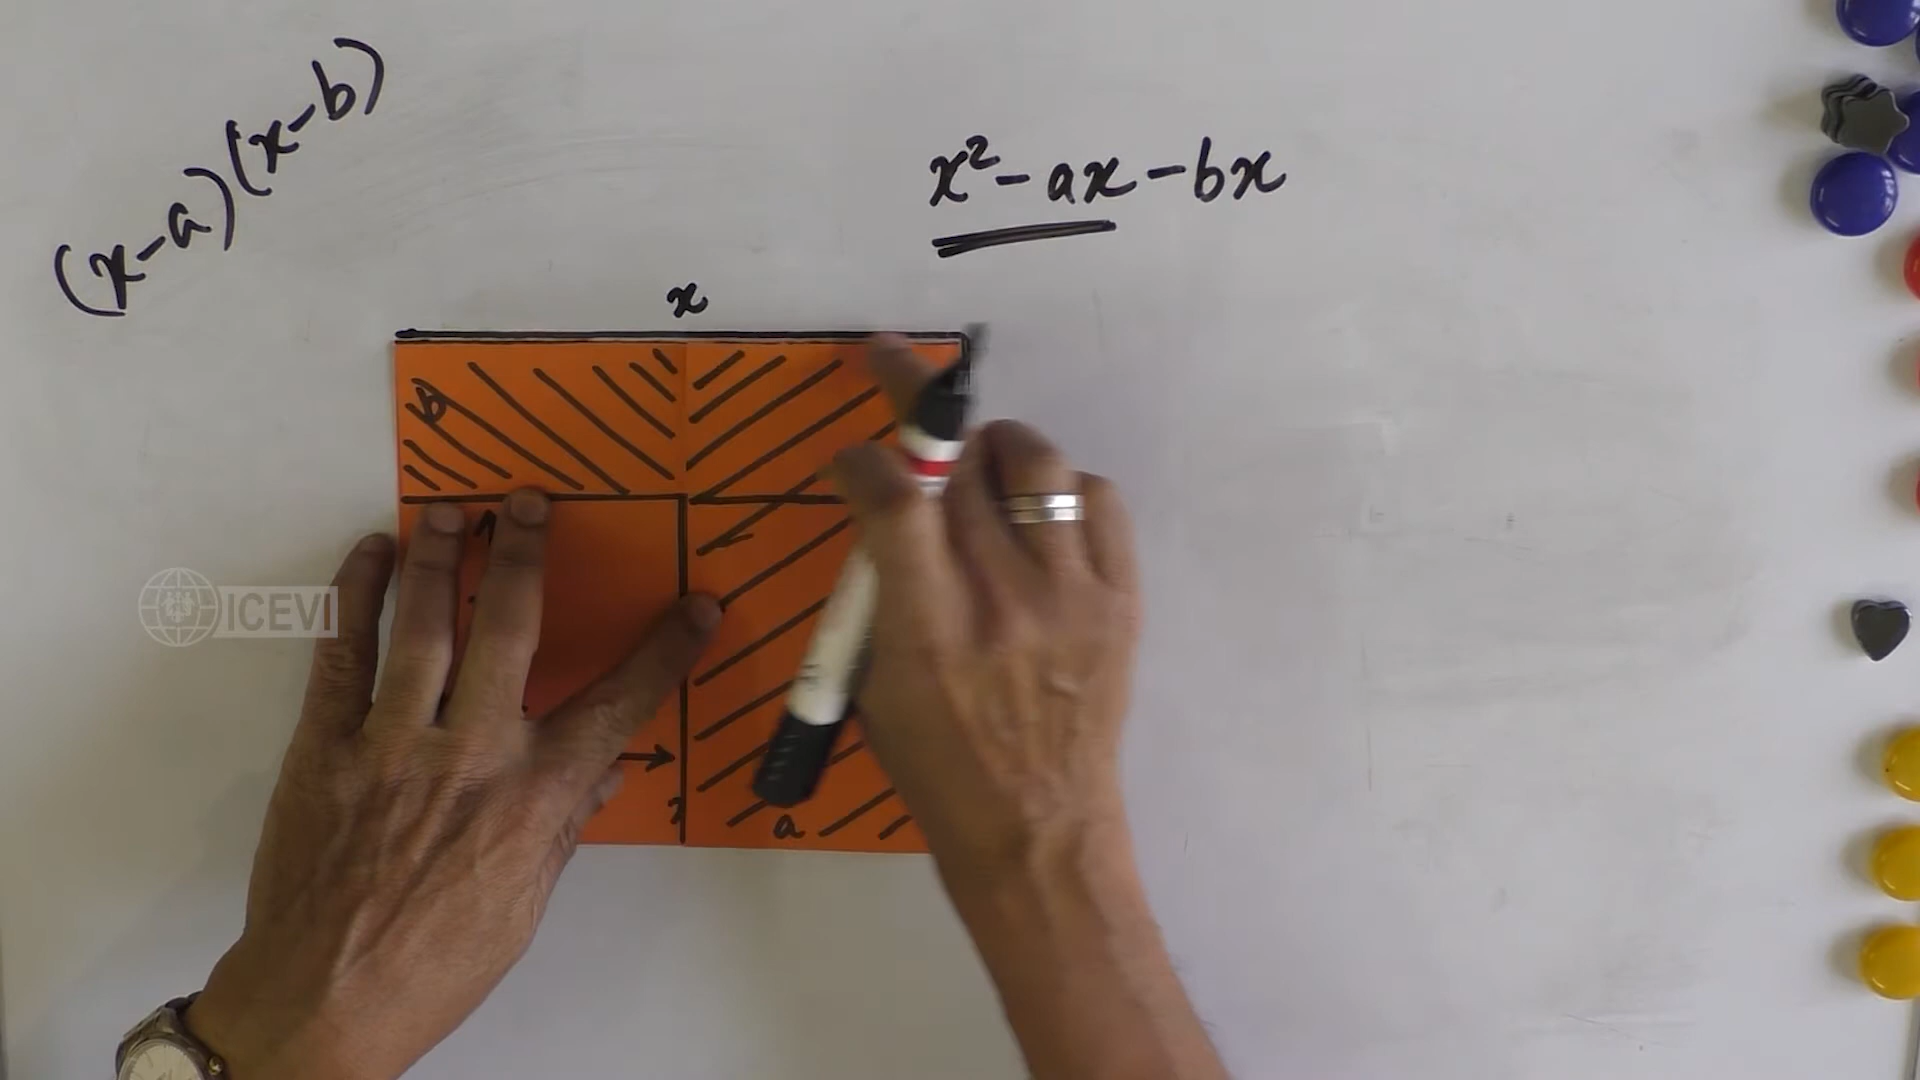 (x-a)(x-b)
x²-ax-bx
x
b
a
ICEVI